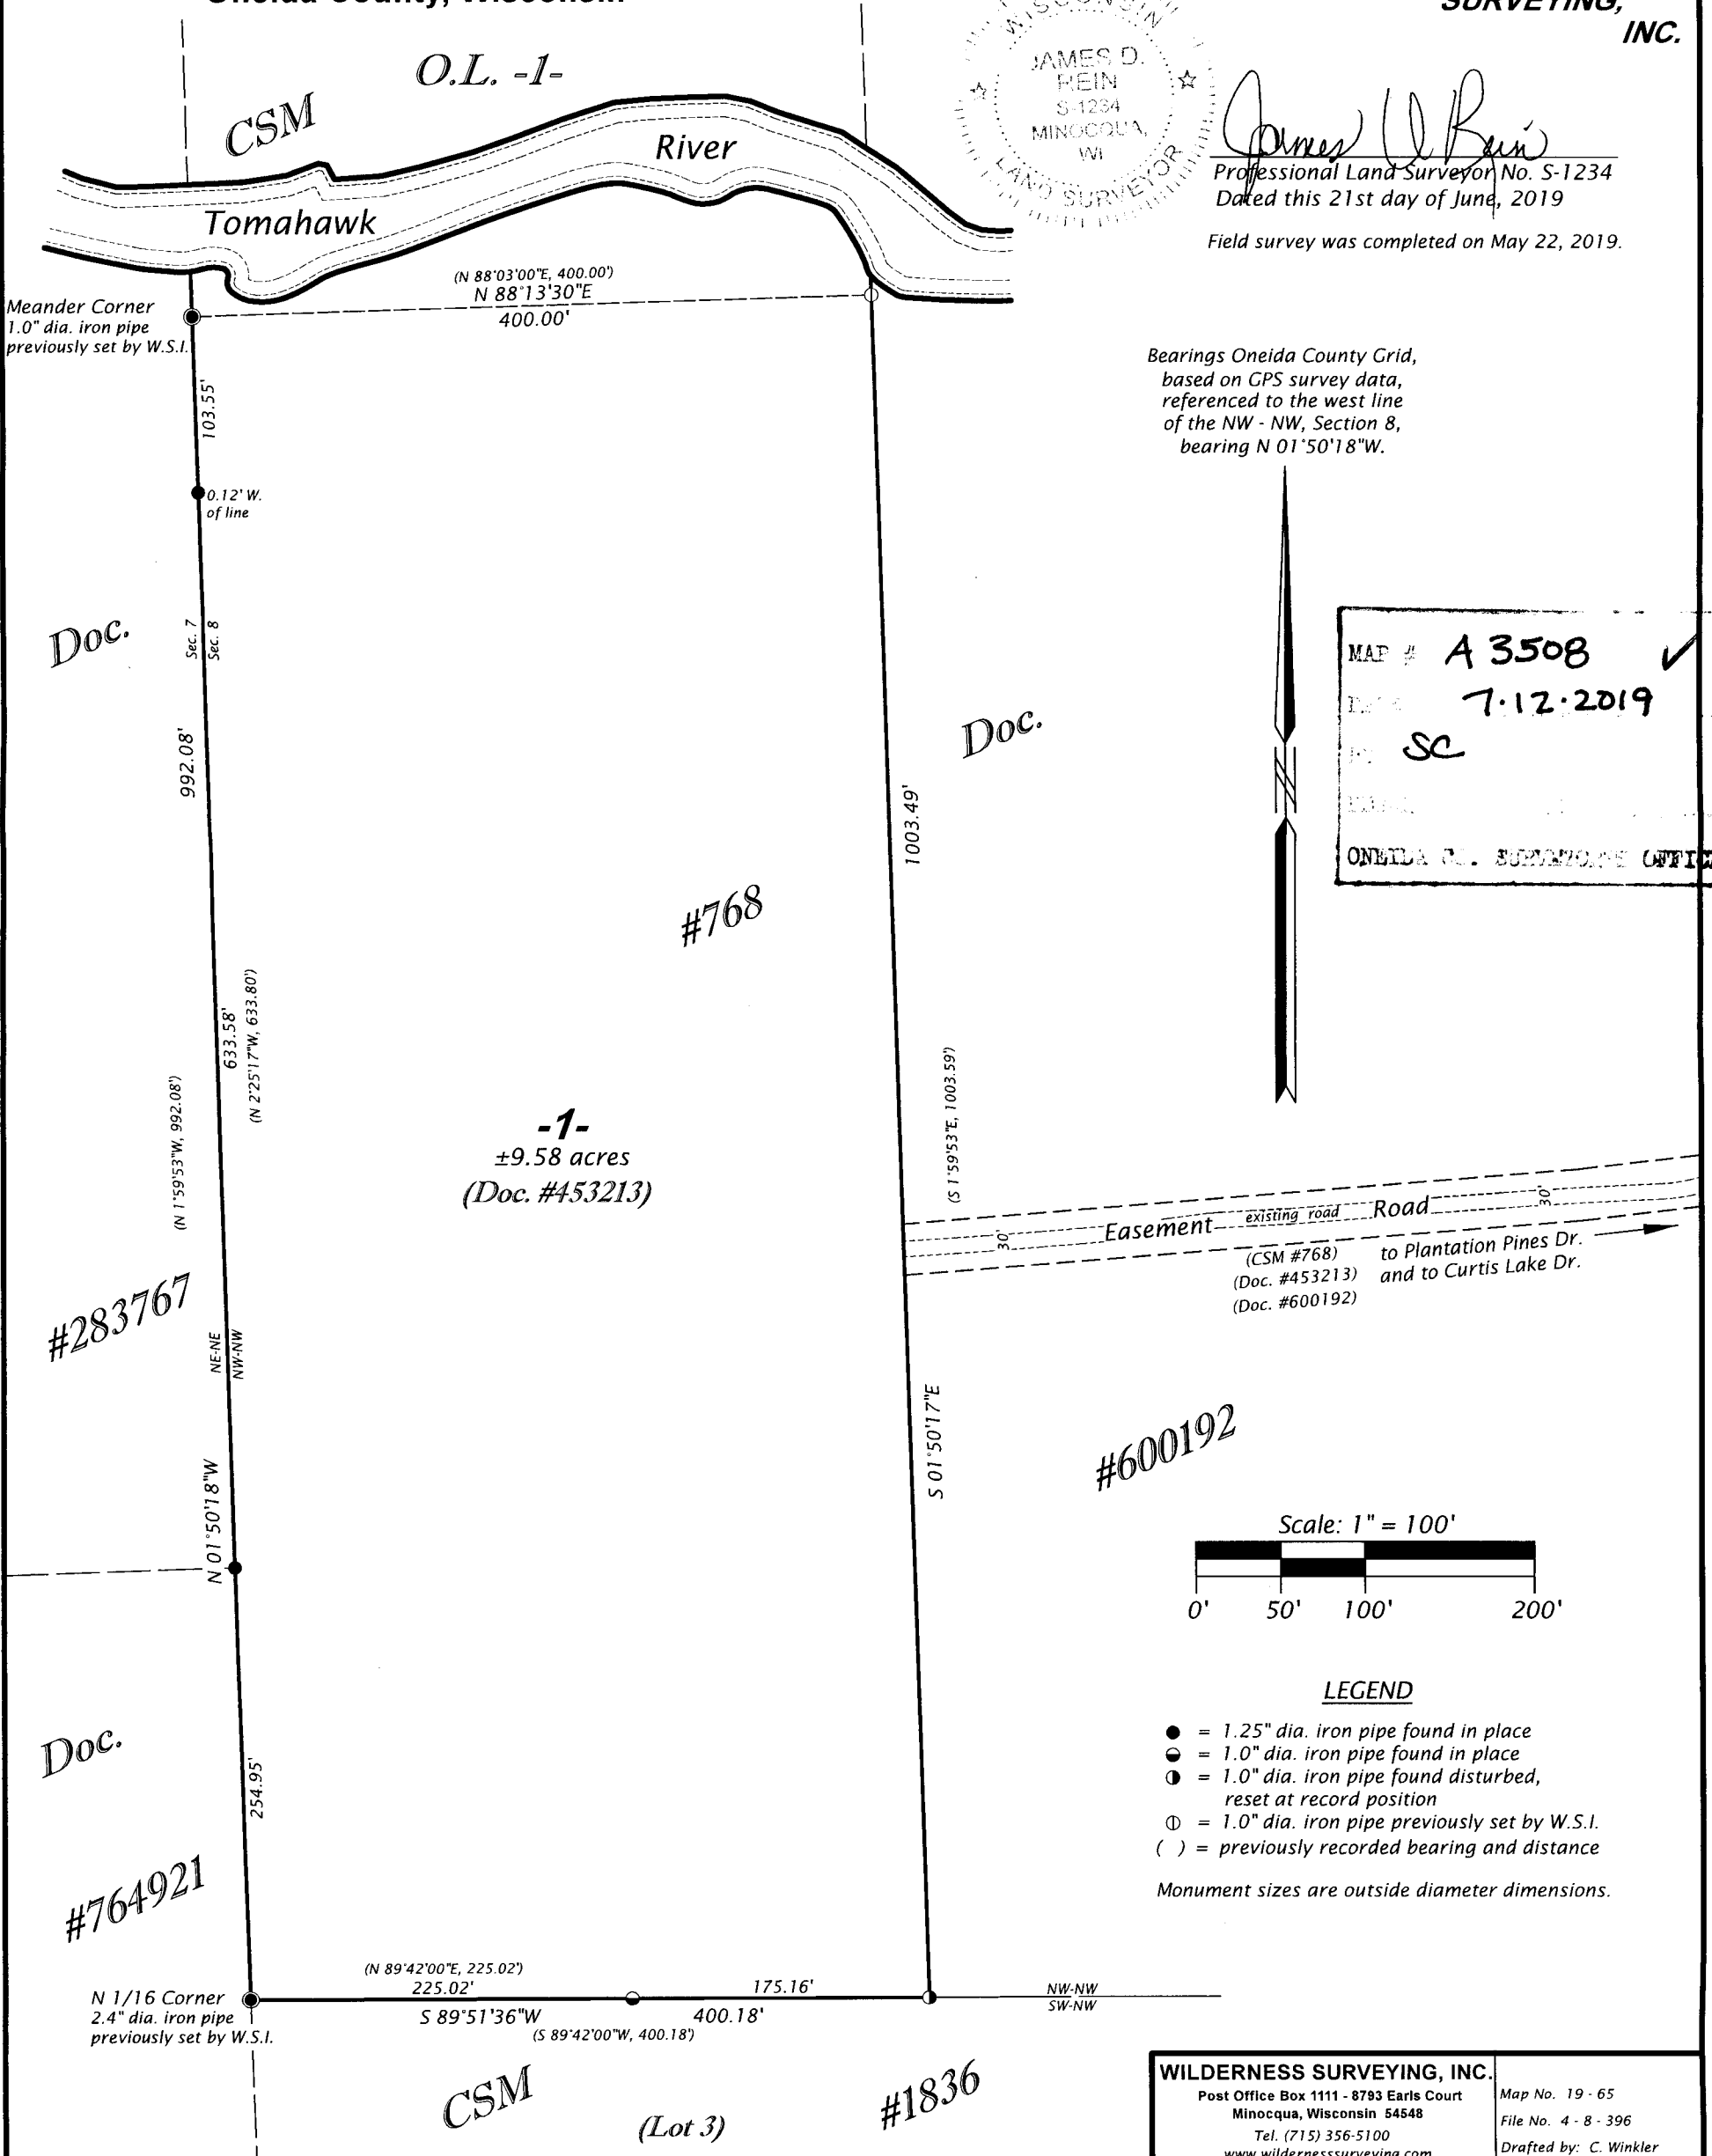 Oneida County, Wisconsin
SURVEYING,
INC.
O.L. -1-
CSM
River
Tomahawk
WISCONSIN
JAMES D.
REIN
S-1234
MINOCQUA,
WI
LAND SURVEYOR
James D Rein
Professional Land Surveyor No. S-1234
Dated this 21st day of June, 2019
Field survey was completed on May 22, 2019.
(N 88°03'00"E, 400.00')
N 88°13'30"E
400.00'
Meander Corner
1.0" dia. iron pipe
previously set by W.S.I.
103.55'
0.12' W.
of line
Bearings Oneida County Grid,
based on GPS survey data,
referenced to the west line
of the NW - NW, Section 8,
bearing N 01°50'18"W.
Doc.
Sec. 7
Sec. 8
992.08'
Doc.
N
MAP # A 3508 ✓
7·12·2019
SC
ONEIDA CO. SURVEYOR'S OFFIC
1003.49'
#768
633.58'
(N 2°25'17"W, 633.80')
(N 1°59'53"W, 992.08')
(S 1°59'53"E, 1003.59')
-1-
±9.58 acres
(Doc. #453213)
30'
Easement existing road Road
30'
(CSM #768)
(Doc. #453213)
(Doc. #600192)
to Plantation Pines Dr.
and to Curtis Lake Dr.
#283767
NE-NE
NW-NW
N 01°50'18"W
S 01°50'17"E
#600192
Scale: 1" = 100'
0' 50' 100' 200'
LEGEND
= 1.25" dia. iron pipe found in place
= 1.0" dia. iron pipe found in place
= 1.0" dia. iron pipe found disturbed,
reset at record position
= 1.0" dia. iron pipe previously set by W.S.I.
( ) = previously recorded bearing and distance
Monument sizes are outside diameter dimensions.
Doc.
254.95'
#764921
N 1/16 Corner
2.4" dia. iron pipe
previously set by W.S.I.
(N 89°42'00"E, 225.02')
225.02' 175.16'
S 89°51'36"W 400.18'
(S 89°42'00"W, 400.18')
NW-NW
SW-NW
CSM
(Lot 3)
#1836
WILDERNESS SURVEYING, INC.
Post Office Box 1111 - 8793 Earls Court
Minocqua, Wisconsin 54548
Tel. (715) 356-5100
www.wildernesssurveying.com
Map No. 19 - 65
File No. 4 - 8 - 396
Drafted by: C. Winkler